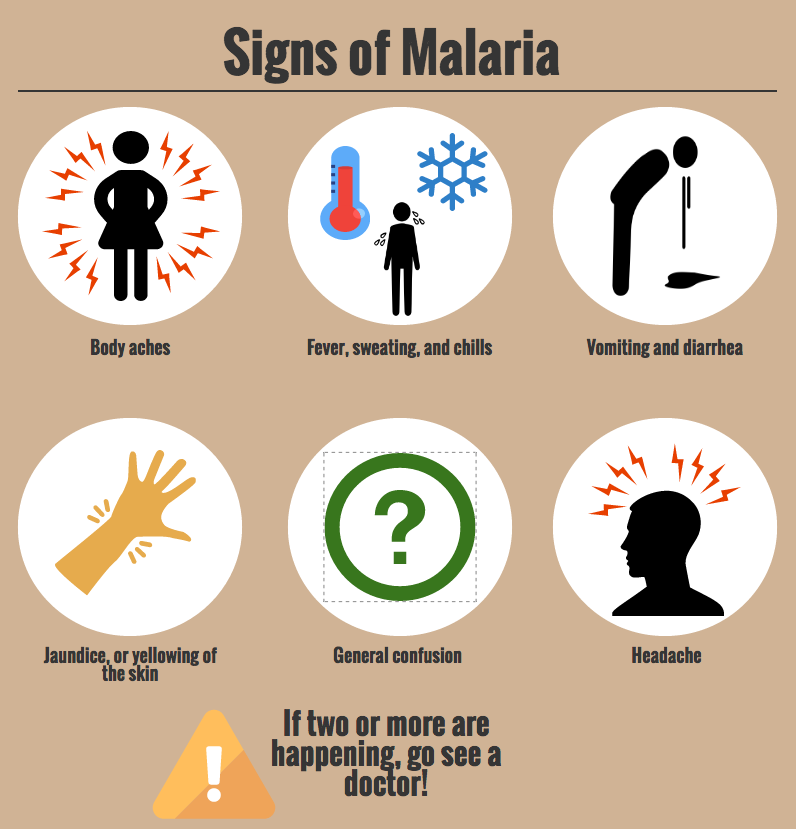 Signs of Malaria
Body aches
Fever, sweating, and chills
Vomiting and diarrhea
Jaundice, or yellowing of
the skin
?
General confusion
Headache
!
If two or more are
happening, go see a
doctor!